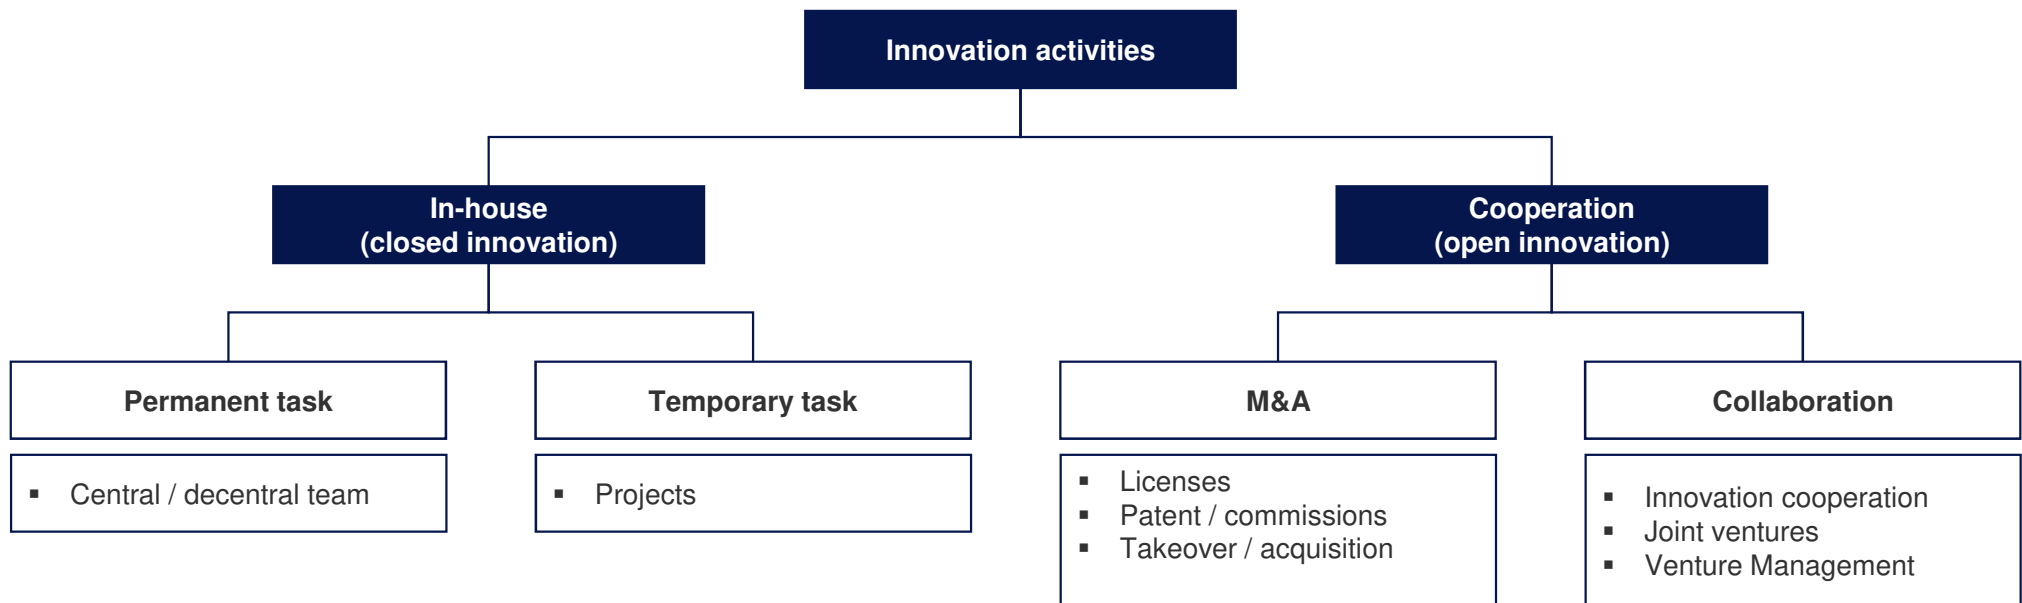 Innovation activities
In-house
(closed innovation)
Cooperation
(open innovation)
Permanent task
Temporary task
M&A
Collaboration
▪ Central / decentral team
▪ Projects
▪ Licenses
▪ Patent / commissions
▪ Takeover / acquisition
▪ Innovation cooperation
▪ Joint ventures
▪ Venture Management